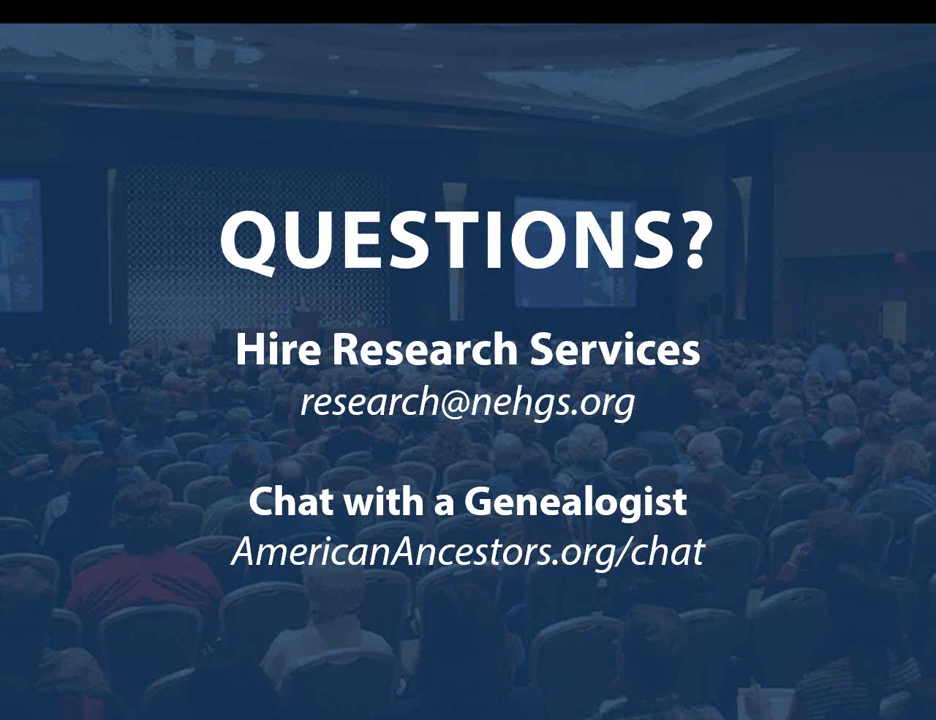 QUESTIONS?
Hire Research Services
research@nehgs.org
Chat with a Genealogist
AmericanAncestors.org/chat